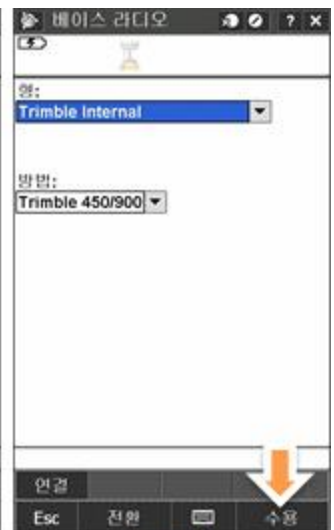 베이스 라디오 ? ×
형:
Trimble Internal
방법:
Trimble 450/900
연결
Esc 전환 수용